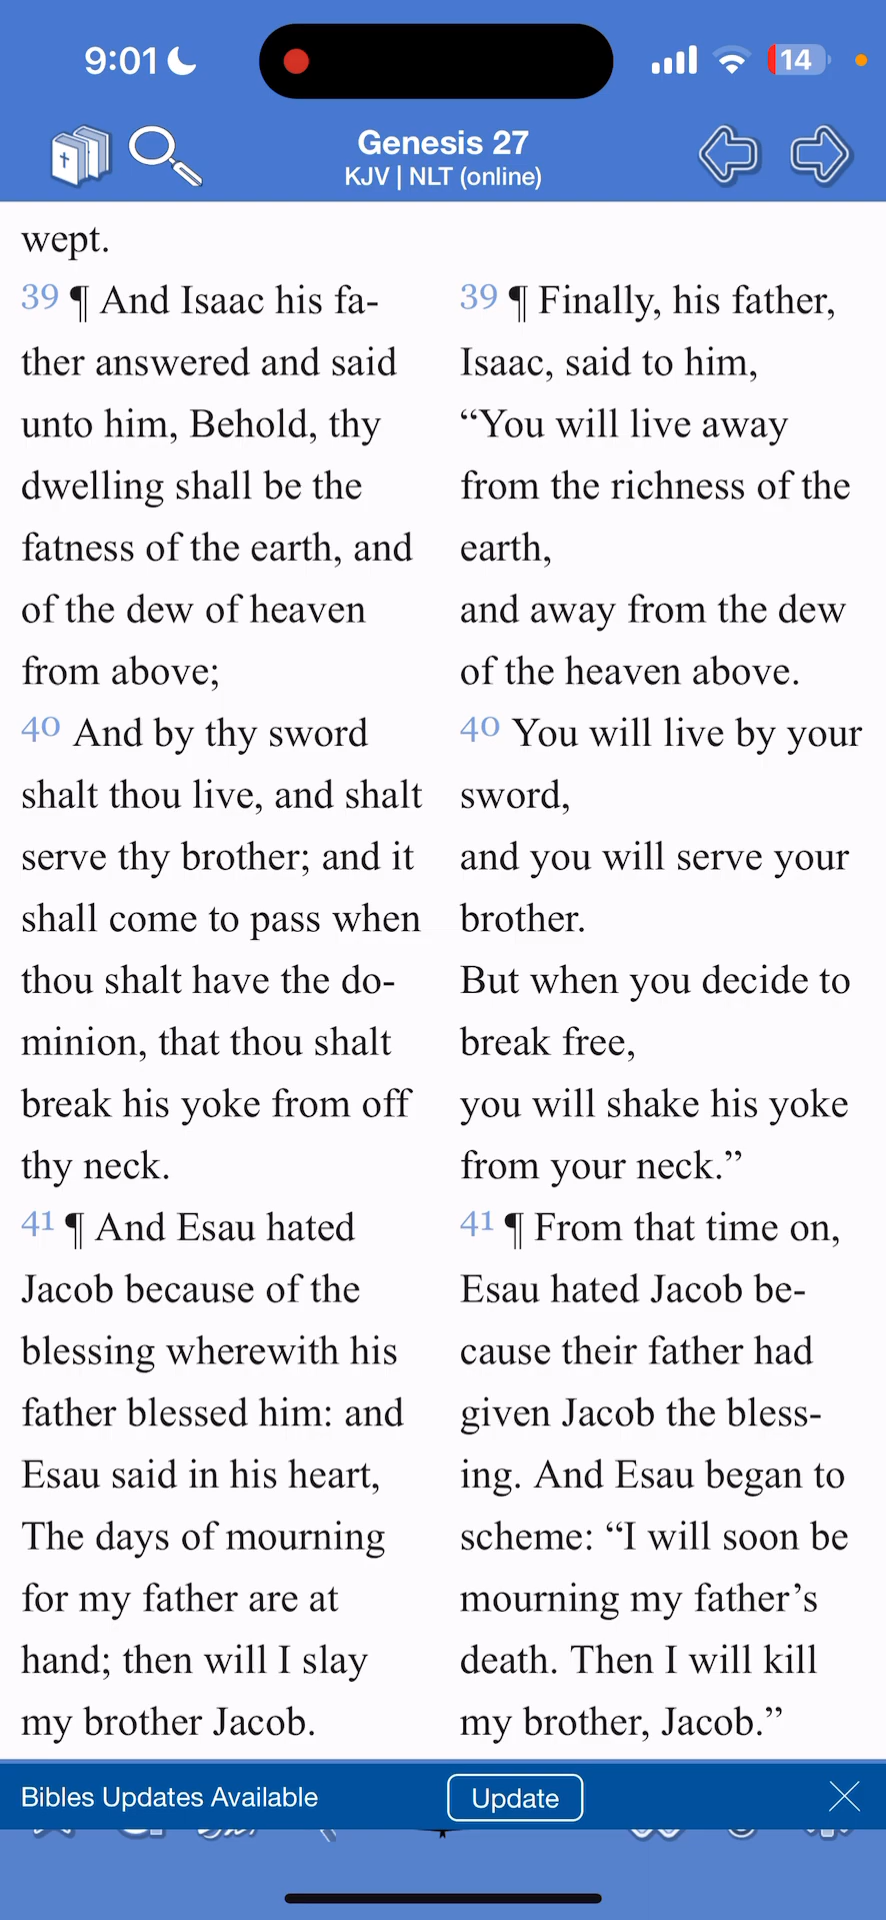 9:01
14
Genesis 27
KJV | NLT (online)
wept.
39 ¶ And Isaac his fa-
ther answered and said
unto him, Behold, thy
dwelling shall be the
fatness of the earth, and
of the dew of heaven
from above;
40 And by thy sword
shalt thou live, and shalt
serve thy brother; and it
shall come to pass when
thou shalt have the do-
minion, that thou shalt
break his yoke from off
thy neck.
41 ¶ And Esau hated
Jacob because of the
blessing wherewith his
father blessed him: and
Esau said in his heart,
The days of mourning
for my father are at
hand; then will I slay
my brother Jacob.
39 ¶ Finally, his father,
Isaac, said to him,
“You will live away
from the richness of the
earth,
and away from the dew
of the heaven above.
40 You will live by your
sword,
and you will serve your
brother.
But when you decide to
break free,
you will shake his yoke
from your neck.”
41 ¶ From that time on,
Esau hated Jacob be-
cause their father had
given Jacob the bless-
ing. And Esau began to
scheme: “I will soon be
mourning my father’s
death. Then I will kill
my brother, Jacob.”
Bibles Updates Available
Update